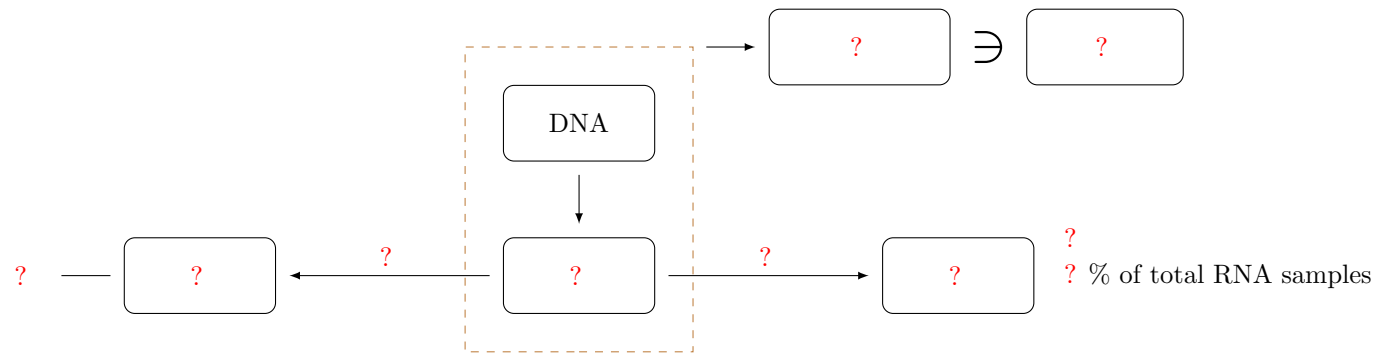 ? ∋ ?
DNA
? ? ? ? ? ?
?
? % of total RNA samples